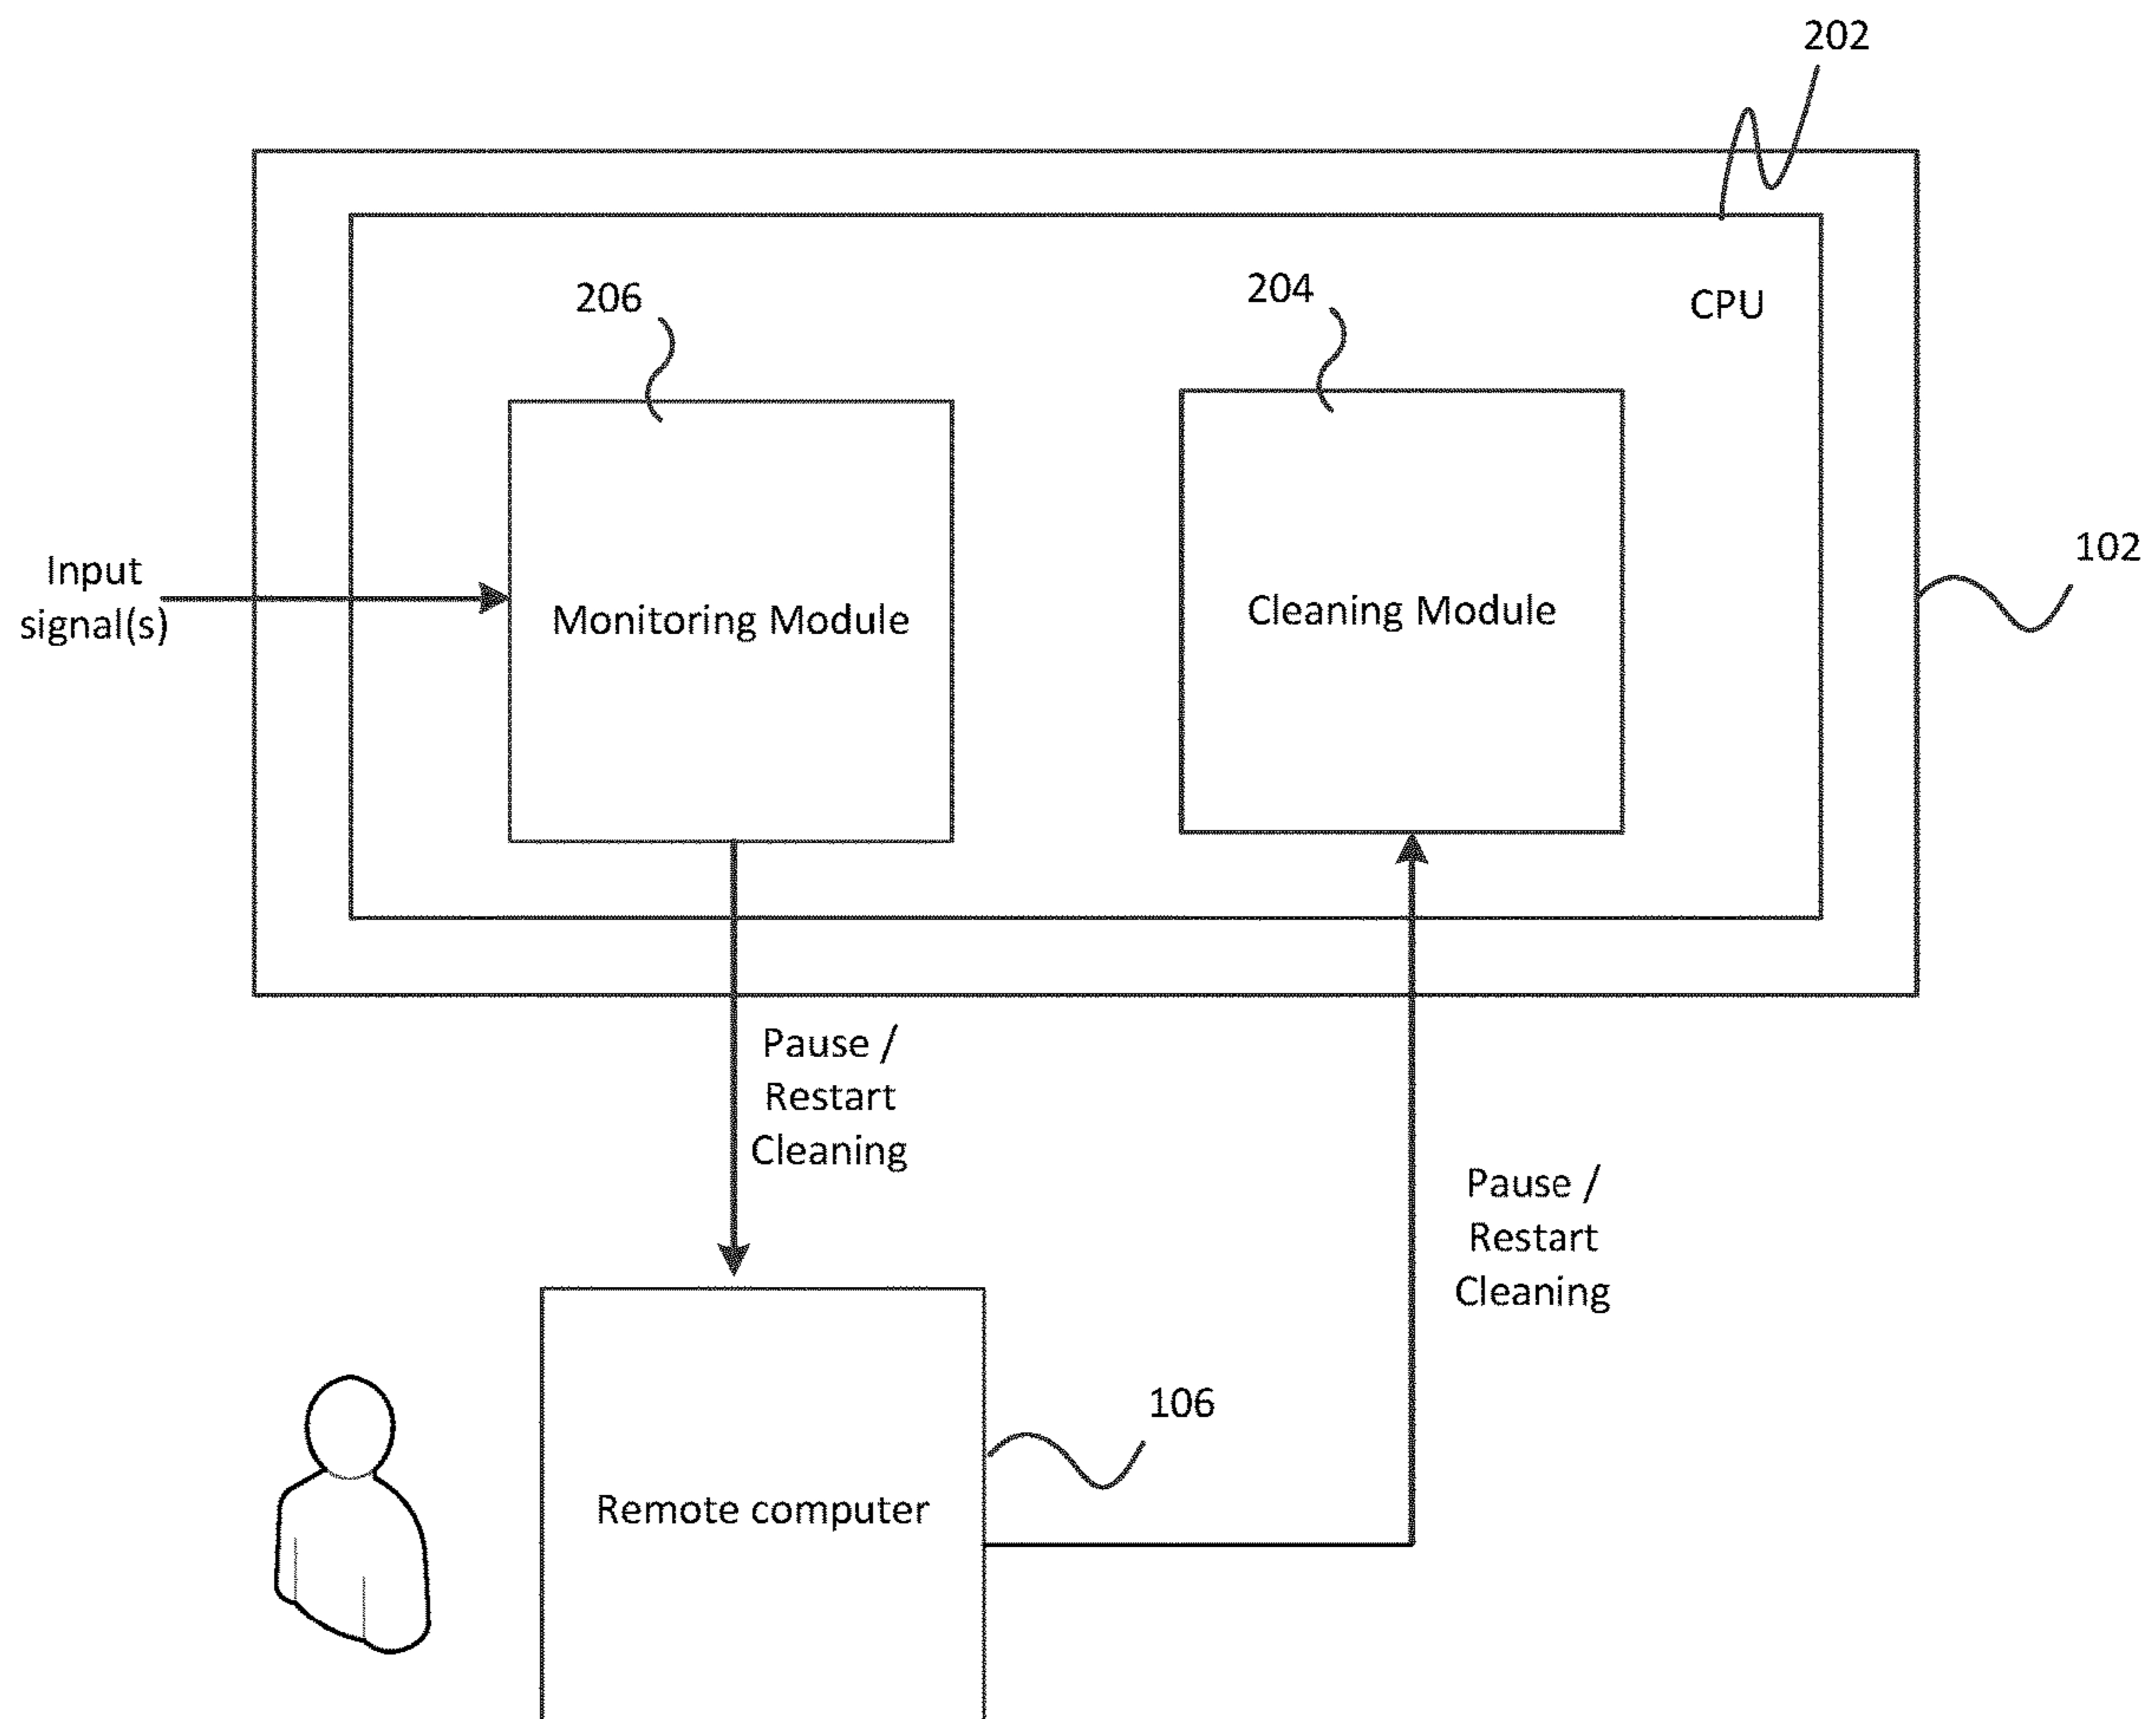 202
206
204
CPU
Input
signal(s)
Monitoring Module
Cleaning Module
102
Pause /
Restart
Cleaning
Pause /
Restart
Cleaning
106
Remote computer